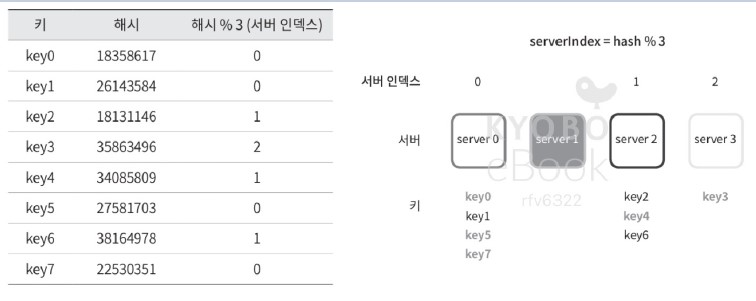 키 해시 해시 % 3 (서버 인덱스)
key0 18358617 0
key1 26143584 0
key2 18131146 1
key3 35863496 2
key4 34085809 1
key5 27581703 0
key6 38164978 1
key7 22530351 0
serverIndex = hash % 3
서버 인덱스 0 1 2
서버 server 0 server 1 server 2 server 3
KYOBO
eBook
rfv6322
키 key0 key2 key3
key1 key4
key5 key6
key7